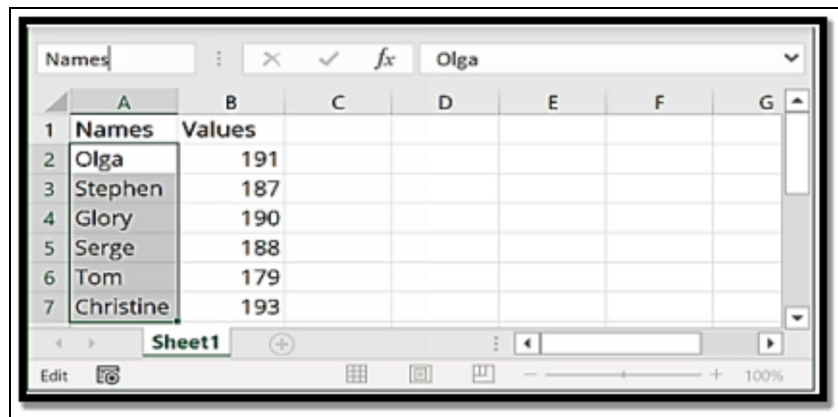 Names fx Olga
A B C D E F G
1 Names Values
2 Olga 191
3 Stephen 187
4 Glory 190
5 Serge 188
6 Tom 179
7 Christine 193
Sheet1
Edit 100%